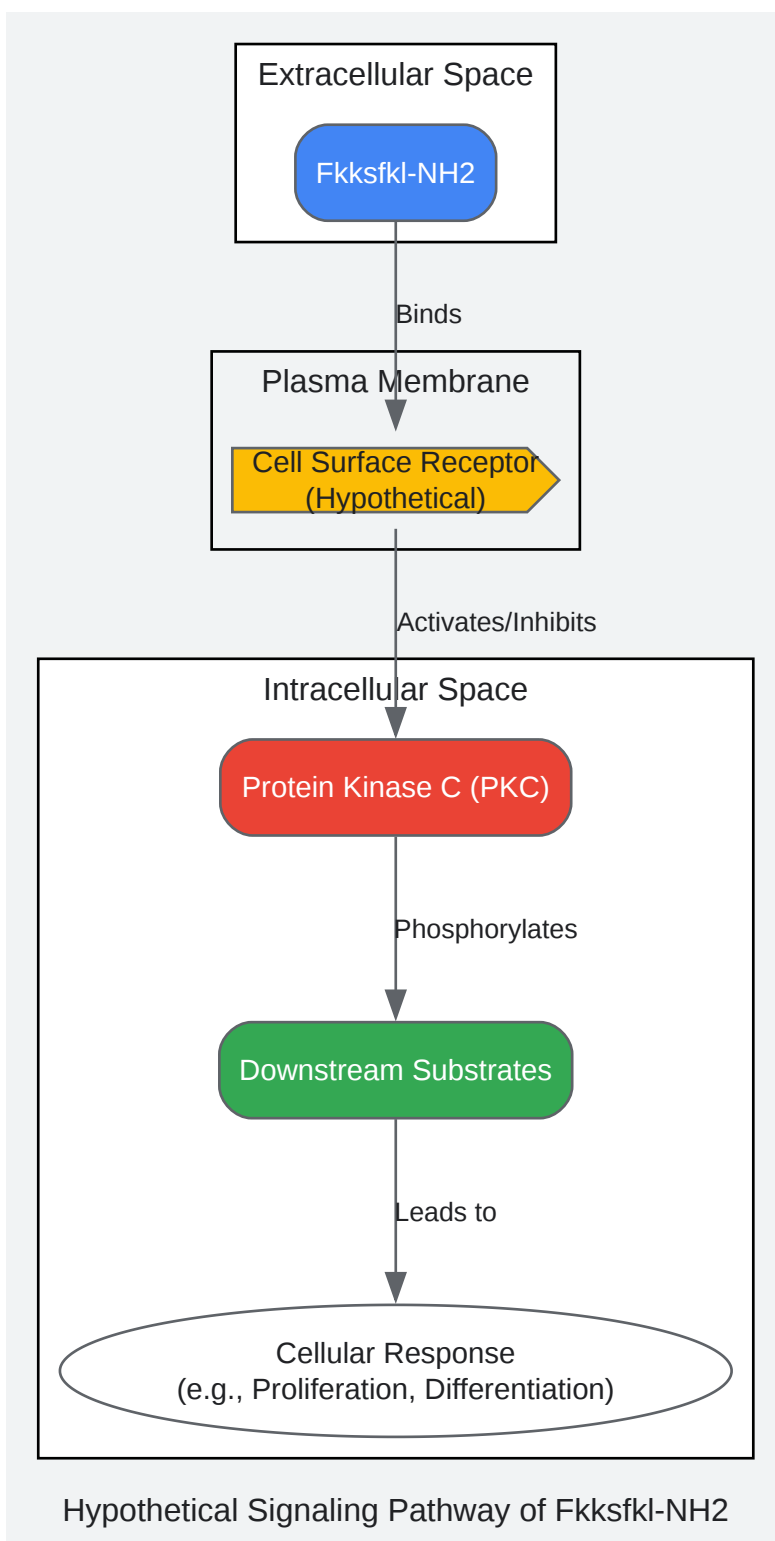 Extracellular Space
Fkksfkl-NH2
Binds
Plasma Membrane
Cell Surface Receptor
(Hypothetical)
Activates/Inhibits
Intracellular Space
Protein Kinase C (PKC)
Phosphorylates
Downstream Substrates
Leads to
Cellular Response
(e.g., Proliferation, Differentiation)
Hypothetical Signaling Pathway of Fkksfkl-NH2